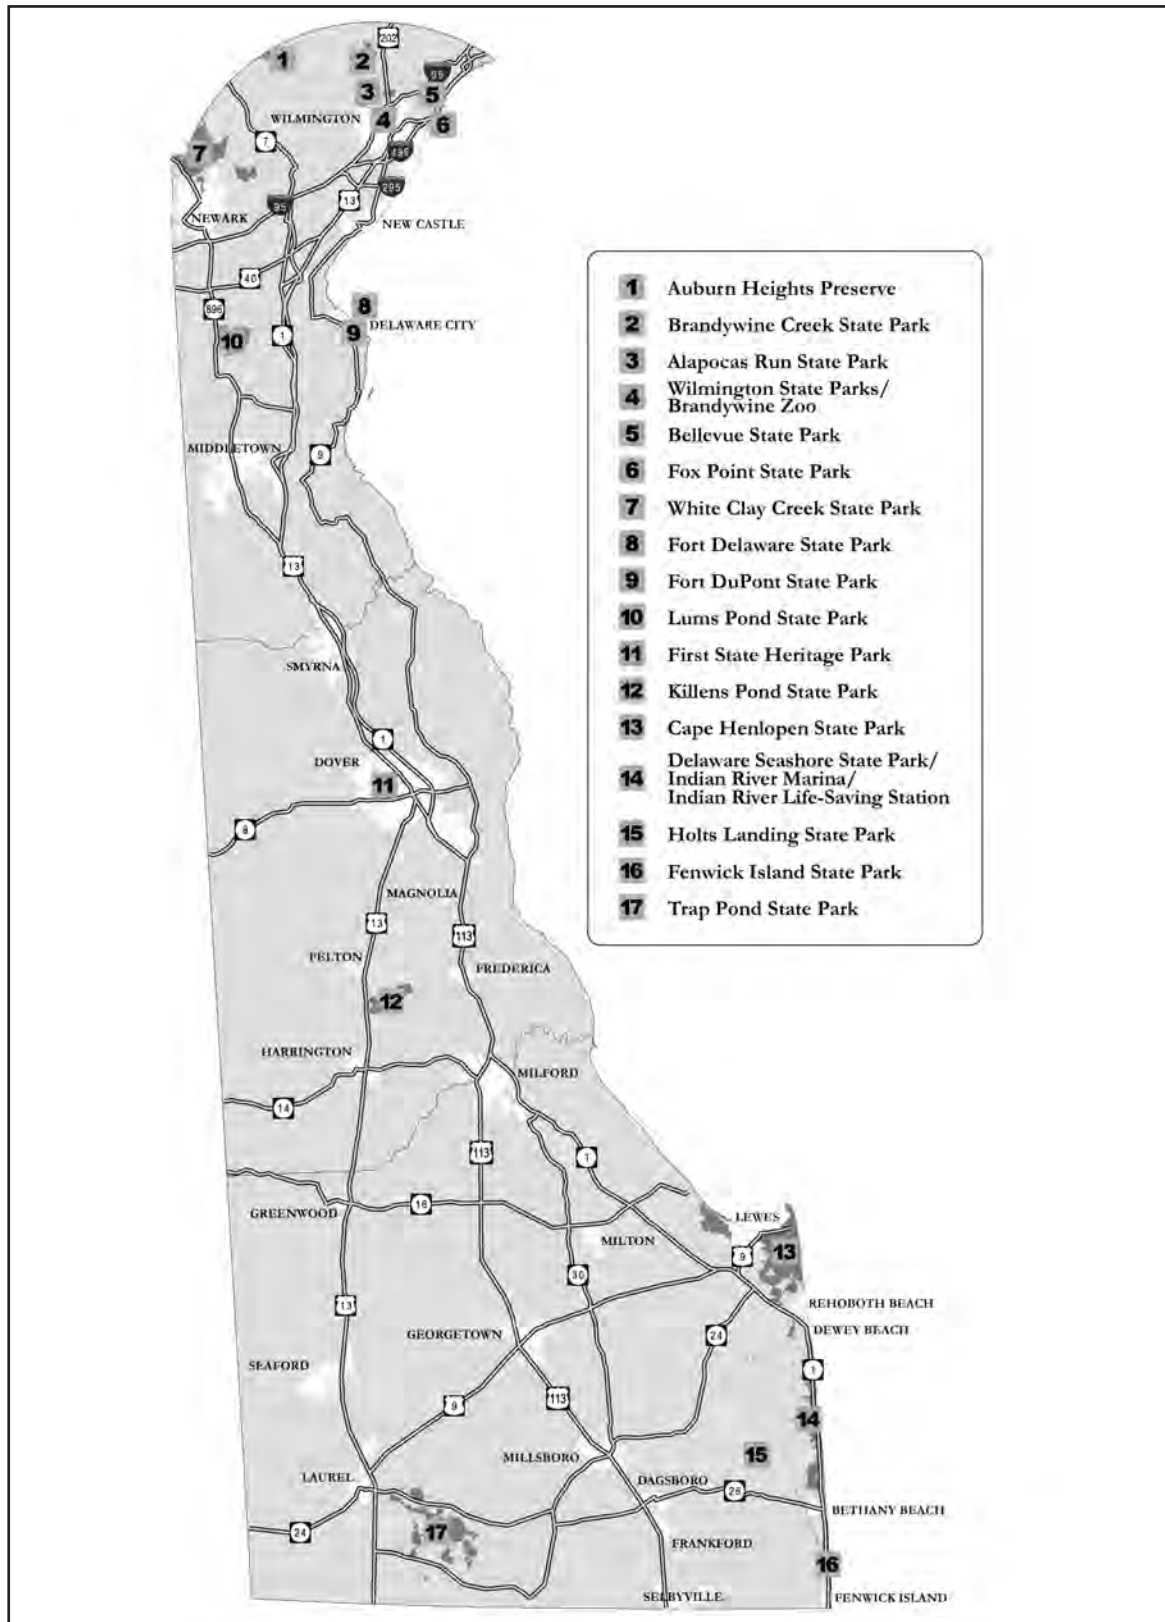 202
1
2
95
3
5
WILMINGTON
4
6
7
7
495
295
95
13
NEWARK
NEW CASTLE
40
896
8
DELAWARE CITY
9
10
1
MIDDLETOWN
9
13
SMYRNA
1
DOVER
11
8
MAGNOLIA
13
113
FELTON
FREDERICA
12
HARRINGTON
MILFORD
14
113
1
GREENWOOD
16
LEWES
MILTON
9
13
30
13
REHOBOTH BEACH
GEORGETOWN
24
DEWEY BEACH
SEAFORD
1
9
113
14
MILLSBORO
15
LAUREL
DAGSBORO
26
BETHANY BEACH
24
17
FRANKFORD
16
SELBYVILLE
FENWICK ISLAND
1 Auburn Heights Preserve
2 Brandywine Creek State Park
3 Alapocas Run State Park
4 Wilmington State Parks/
Brandywine Zoo
5 Bellevue State Park
6 Fox Point State Park
7 White Clay Creek State Park
8 Fort Delaware State Park
9 Fort DuPont State Park
10 Lums Pond State Park
11 First State Heritage Park
12 Killens Pond State Park
13 Cape Henlopen State Park
Delaware Seashore State Park/
14 Indian River Marina/
Indian River Life-Saving Station
15 Holts Landing State Park
16 Fenwick Island State Park
17 Trap Pond State Park